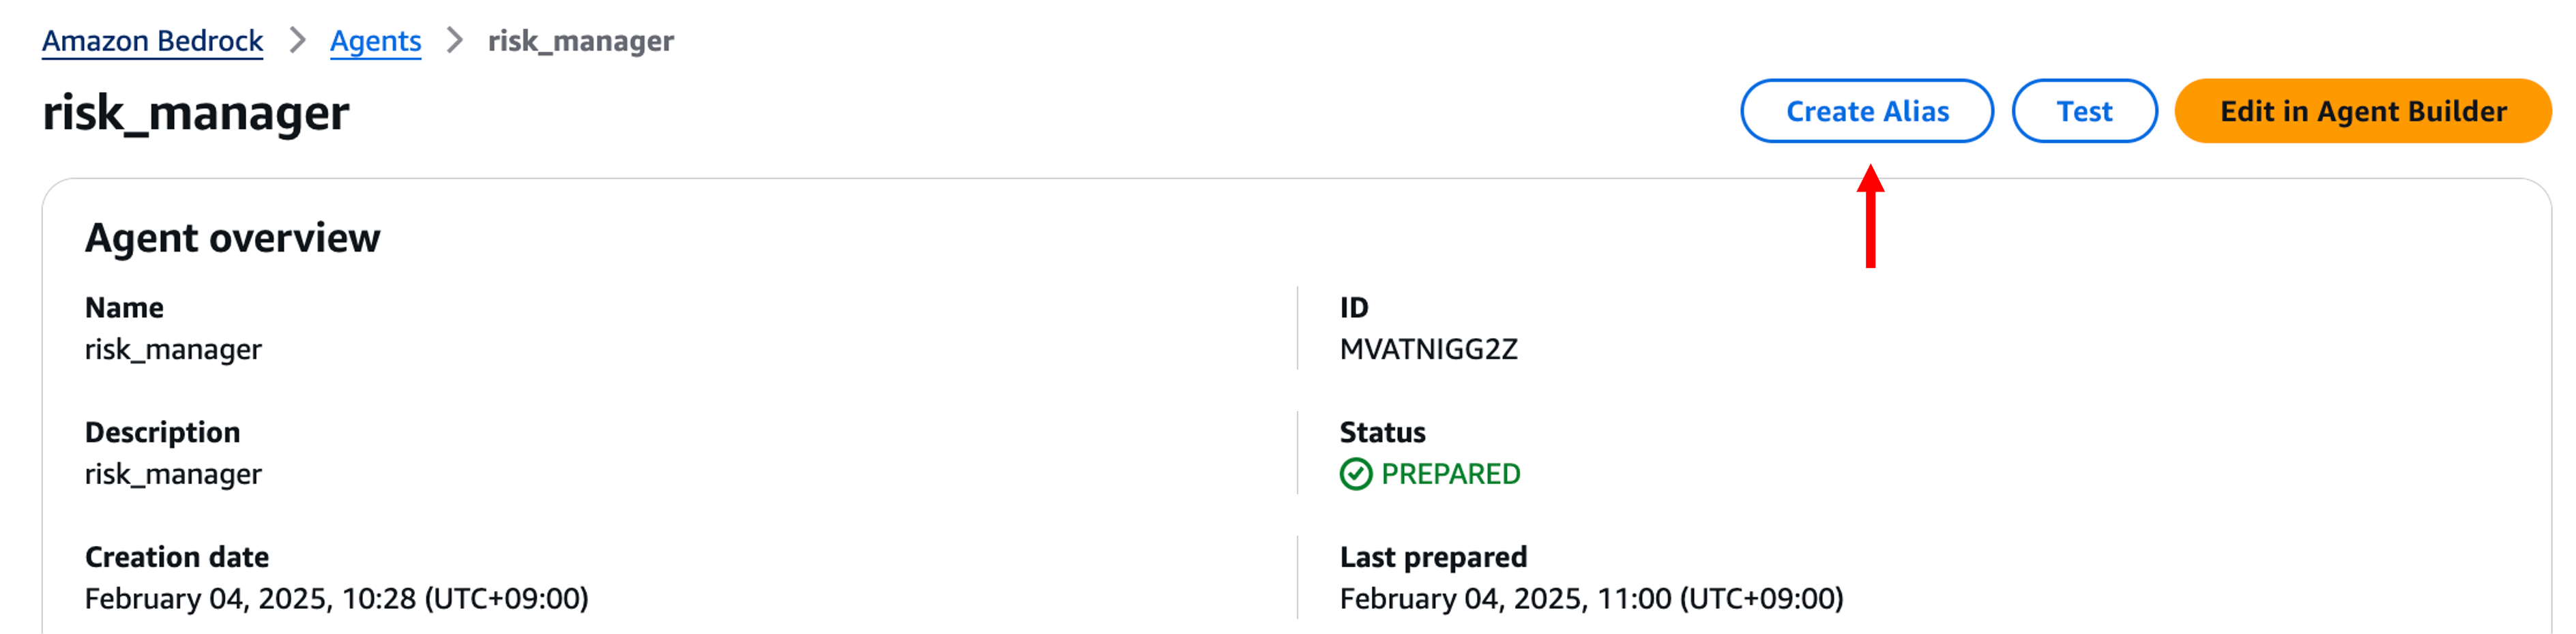 Amazon Bedrock > Agents > risk_manager
risk_manager
Create Alias
Test
Edit in Agent Builder
Agent overview
Name
risk_manager
ID
MVATNIGG2Z
Description
risk_manager
Status
PREPARED
Creation date
February 04, 2025, 10:28 (UTC+09:00)
Last prepared
February 04, 2025, 11:00 (UTC+09:00)